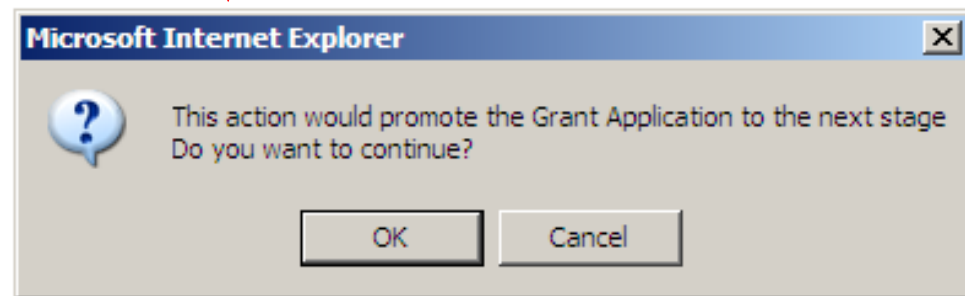 Microsoft Internet Explorer
This action would promote the Grant Application to the next stage
Do you want to continue?
OK Cancel